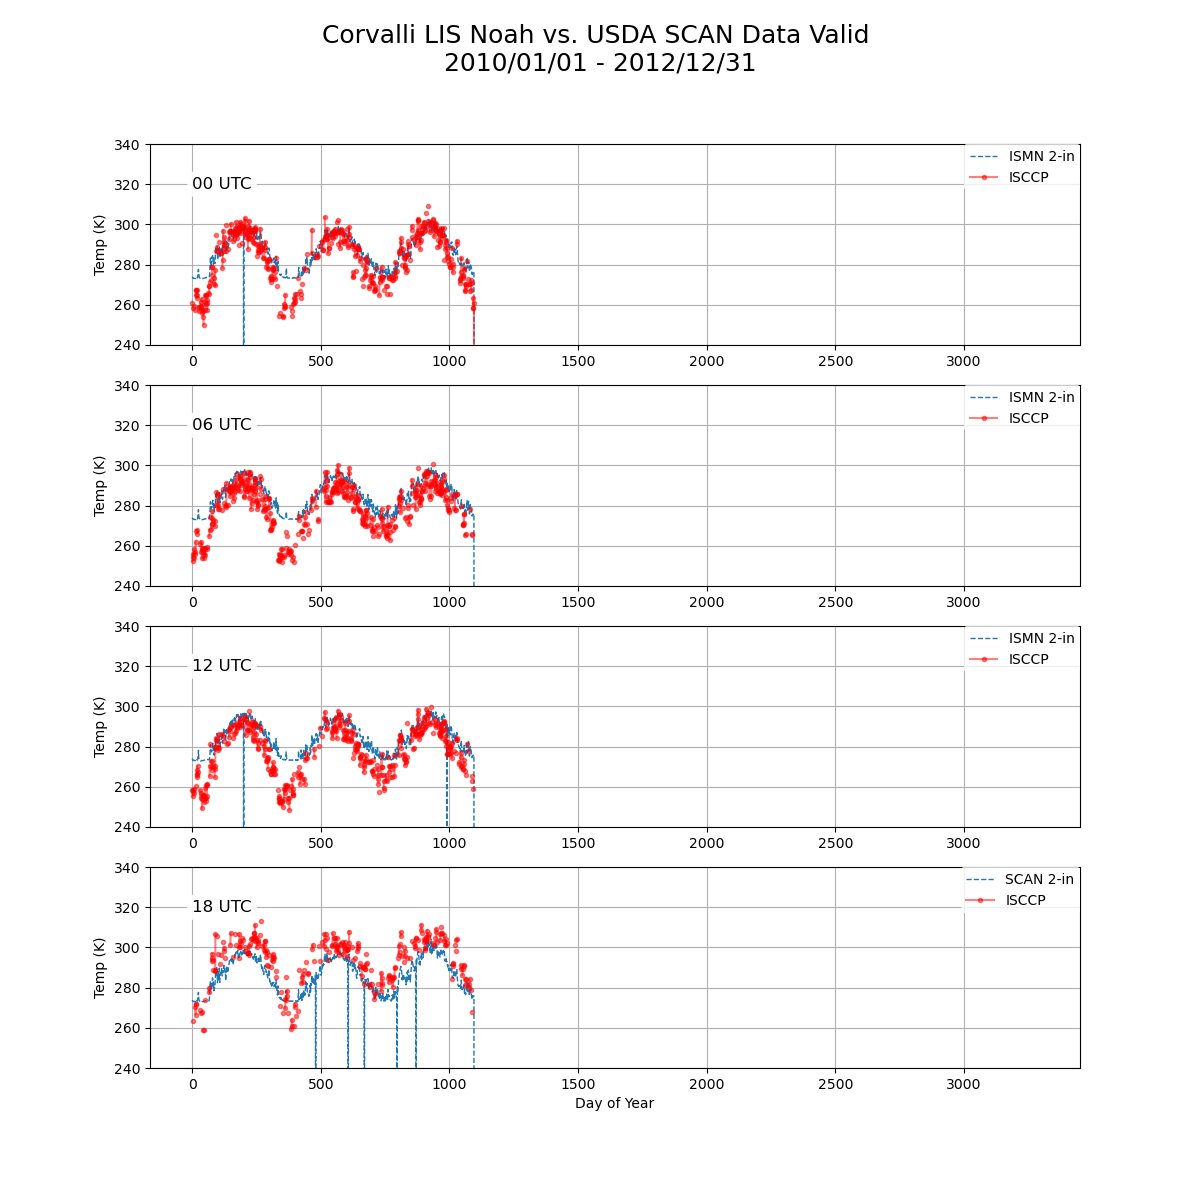 Corvalli LIS Noah vs. USDA SCAN Data Valid
2010/01/01 - 2012/12/31
340
320
300
280
260
240
Temp (K)
00 UTC
ISMN 2-in
ISCCP
0 500 1000 1500 2000 2500 3000
340
320
300
280
260
240
Temp (K)
06 UTC
ISMN 2-in
ISCCP
0 500 1000 1500 2000 2500 3000
340
320
300
280
260
240
Temp (K)
12 UTC
ISMN 2-in
ISCCP
0 500 1000 1500 2000 2500 3000
340
320
300
280
260
240
Temp (K)
18 UTC
SCAN 2-in
ISCCP
0 500 1000 1500 2000 2500 3000
Day of Year